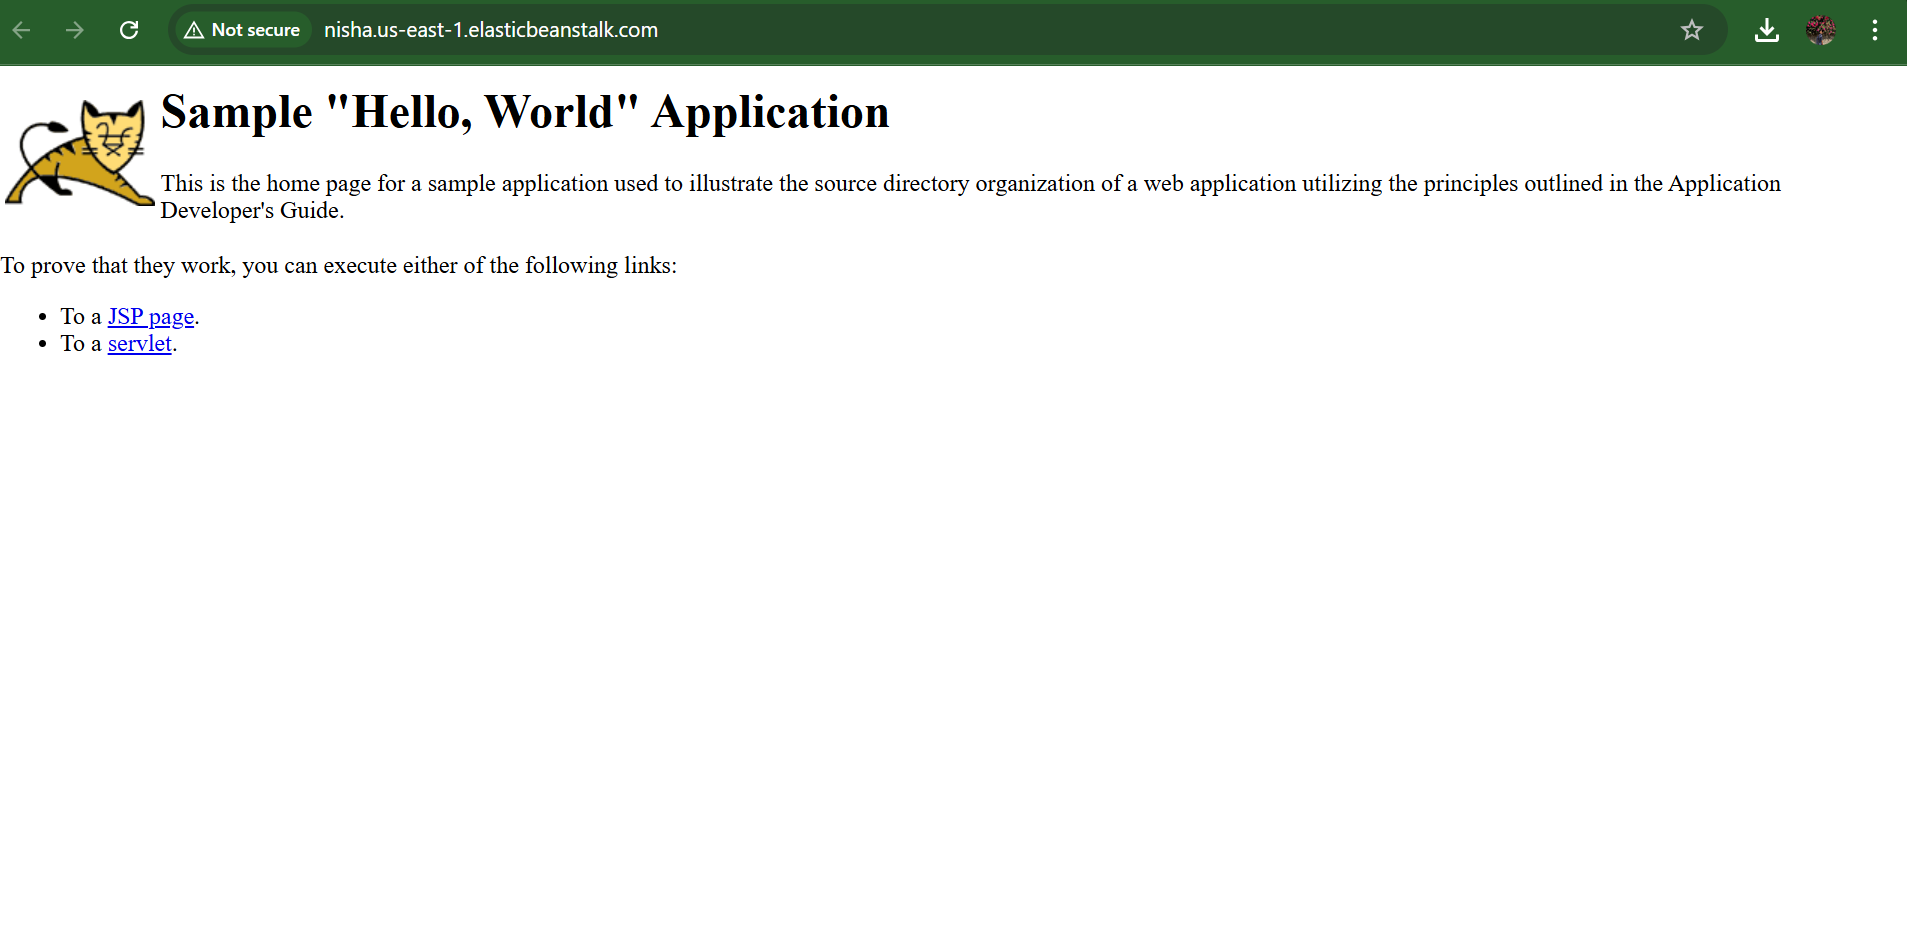 Not secure
nisha.us-east-1.elasticbeanstalk.com
Sample "Hello, World" Application
This is the home page for a sample application used to illustrate the source directory organization of a web application utilizing the principles outlined in the Application
Developer's Guide.
To prove that they work, you can execute either of the following links:
• To a JSP page.
• To a servlet.